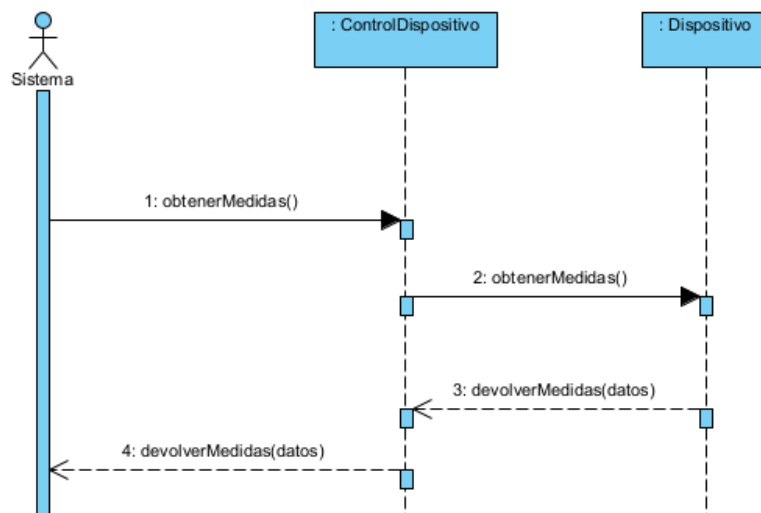 : ControlDispositivo
: Dispositivo
Sistema
1: obtenerMedidas()
2: obtenerMedidas()
3: devolverMedidas(datos)
4: devolverMedidas(datos)